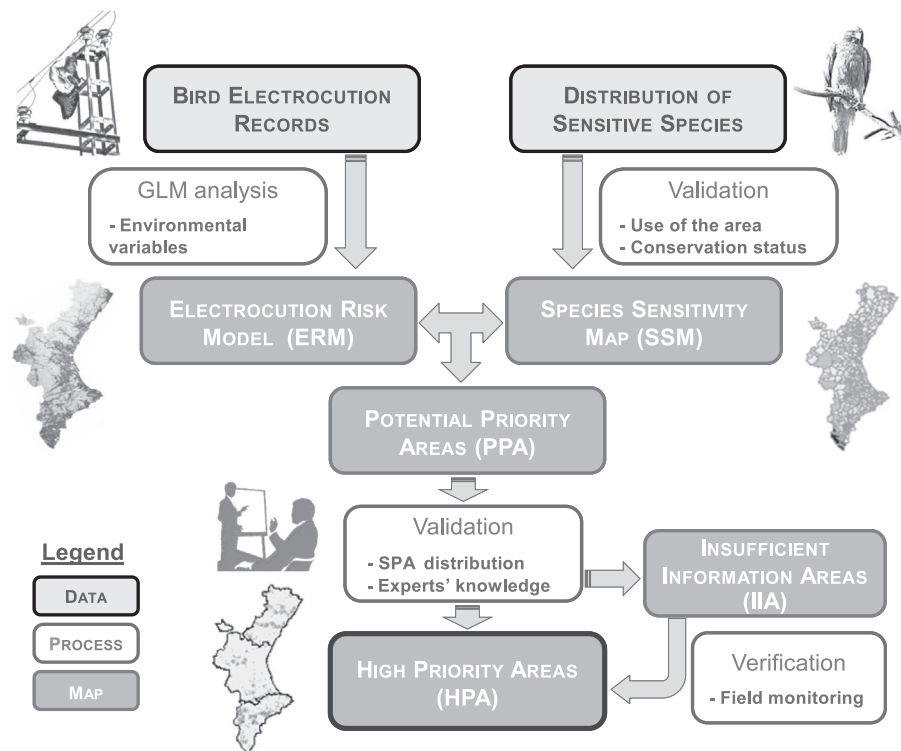 BIRD ELECTROCUTION
RECORDS
DISTRIBUTION OF
SENSITIVE SPECIES
GLM analysis
- Environmental
variables
Validation
- Use of the area
- Conservation status
ELECTROCUTION RISK
MODEL (ERM)
SPECIES SENSITIVITY
MAP (SSM)
POTENTIAL PRIORITY
AREAS (PPA)
Validation
- SPA distribution
- Experts' knowledge
INSUFFICIENT
INFORMATION AREAS
(IIA)
HIGH PRIORITY AREAS
(HPA)
Verification
- Field monitoring
Legend
DATA
PROCESS
MAP